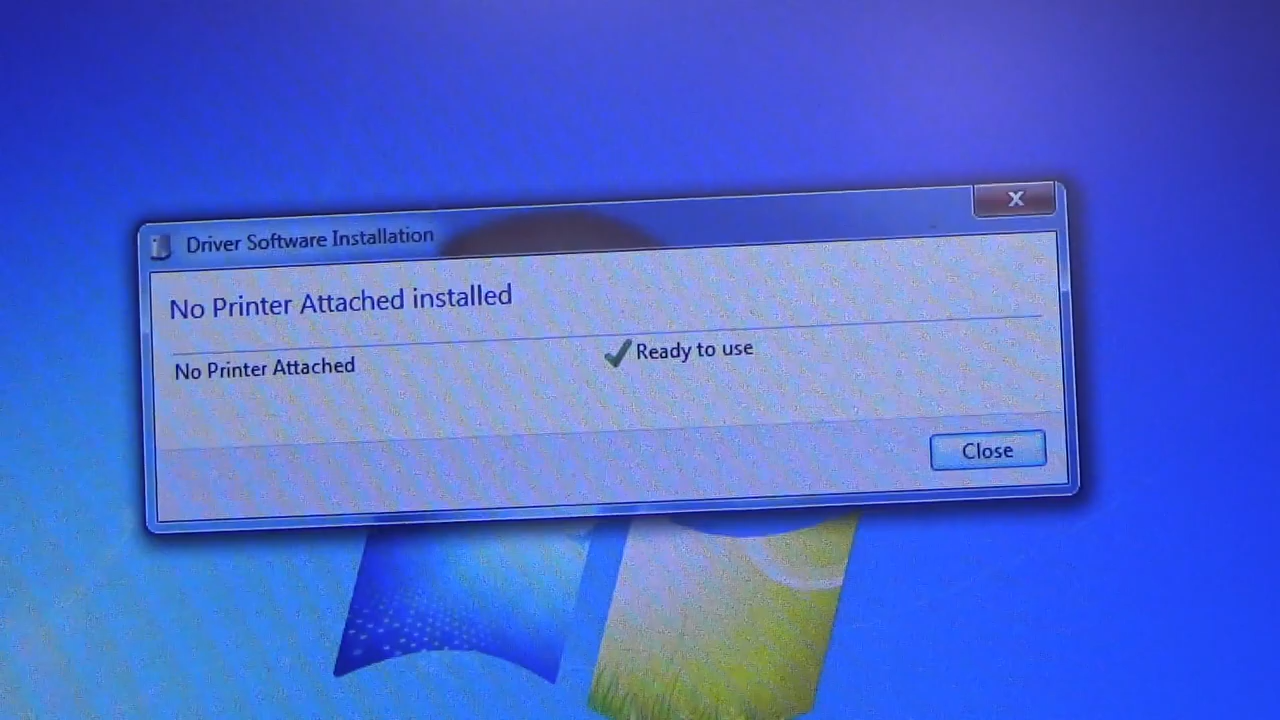 Driver Software Installation
No Printer Attached installed
No Printer Attached
Ready to use
Close